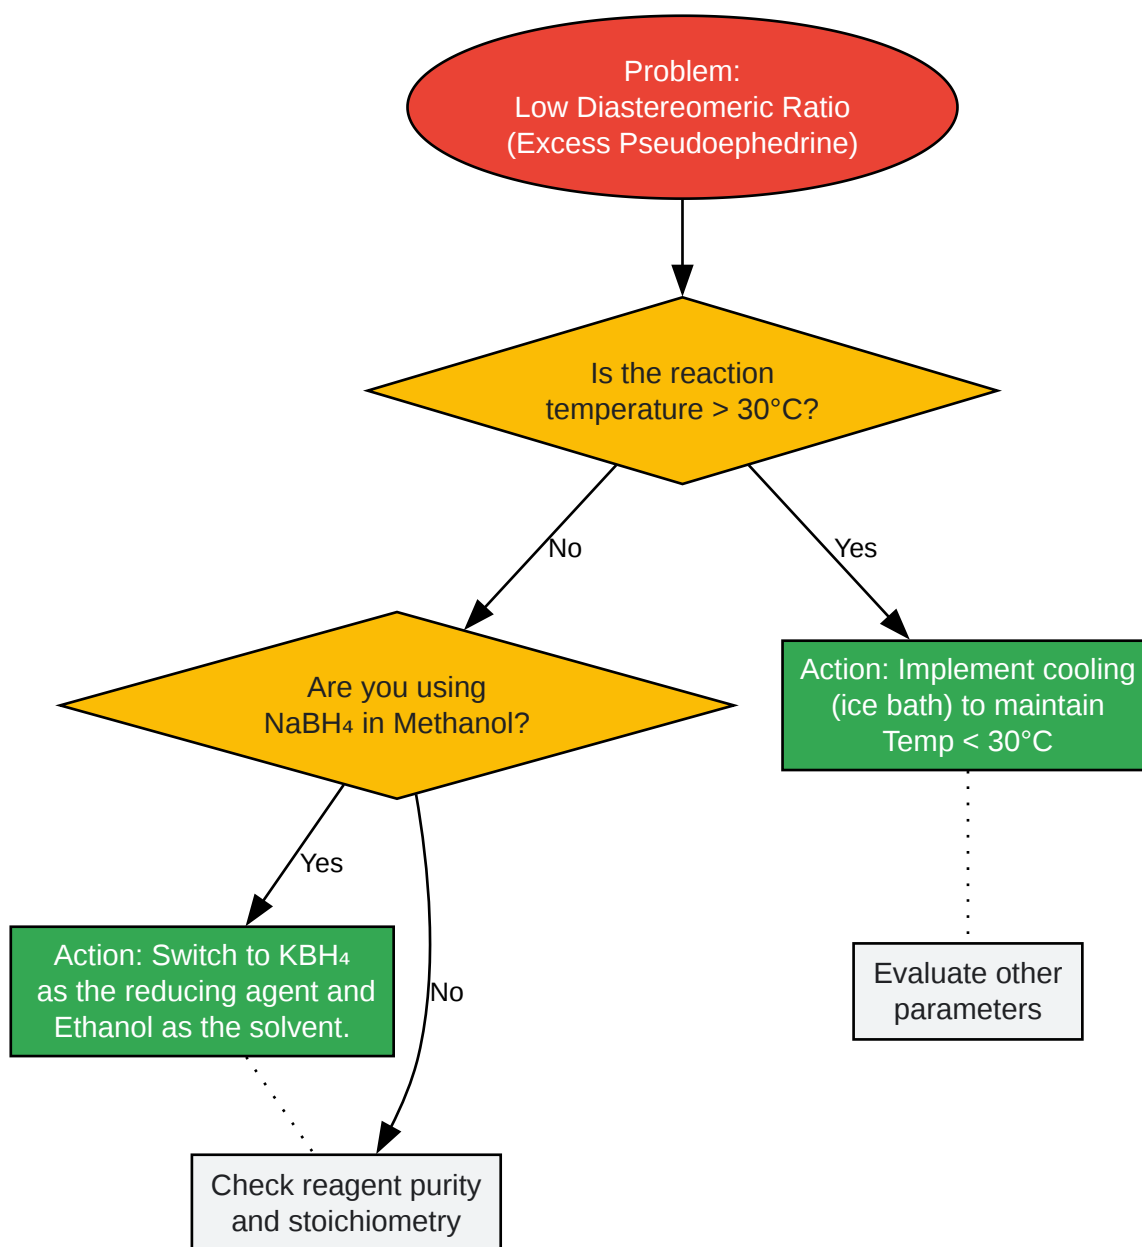 Problem:
Low Diastereomeric Ratio
(Excess Pseudoephedrine)
Is the reaction
temperature > 30°C?
No
Yes
Are you using
NaBH₄ in Methanol?
Action: Implement cooling
(ice bath) to maintain
Temp < 30°C
Yes
No
Action: Switch to KBH₄
as the reducing agent and
Ethanol as the solvent.
Evaluate other
parameters
Check reagent purity
and stoichiometry